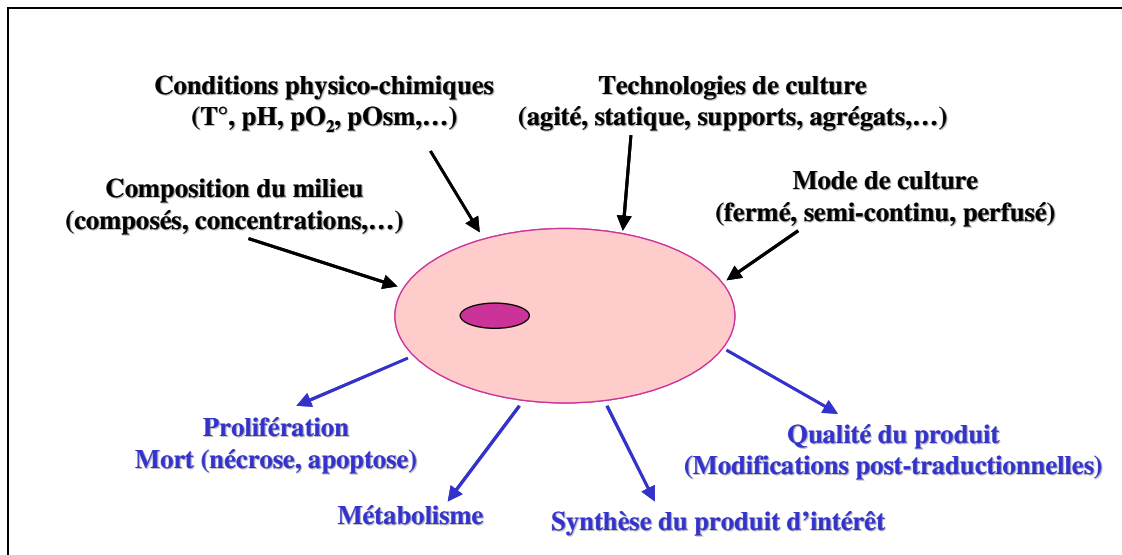 Conditions physico-chimiques
(T°, pH, pO₂, pOsm,…)
Technologies de culture
(agité, statique, supports, agrégats,…)
Composition du milieu
(composés, concentrations,…)
Mode de culture
(fermé, semi-continu, perfusé)
Prolifération
Mort (nécrose, apoptose)
Métabolisme
Synthèse du produit d’intérêt
Qualité du produit
(Modifications post-traductionnelles)